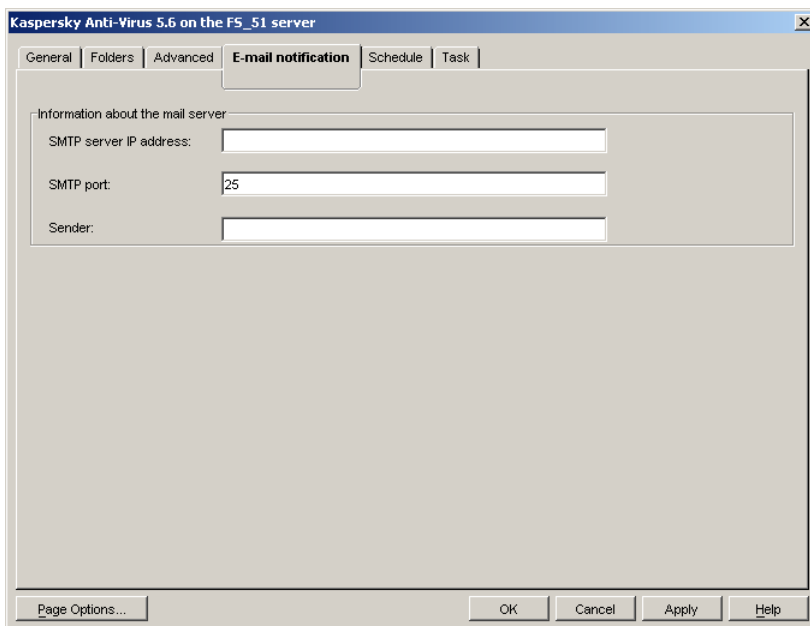 Kaspersky Anti-Virus 5.6 on the FS_51 server
General Folders Advanced E-mail notification Schedule Task
Information about the mail server
SMTP server IP address:
SMTP port: 25
Sender:
Page Options... OK Cancel Apply Help